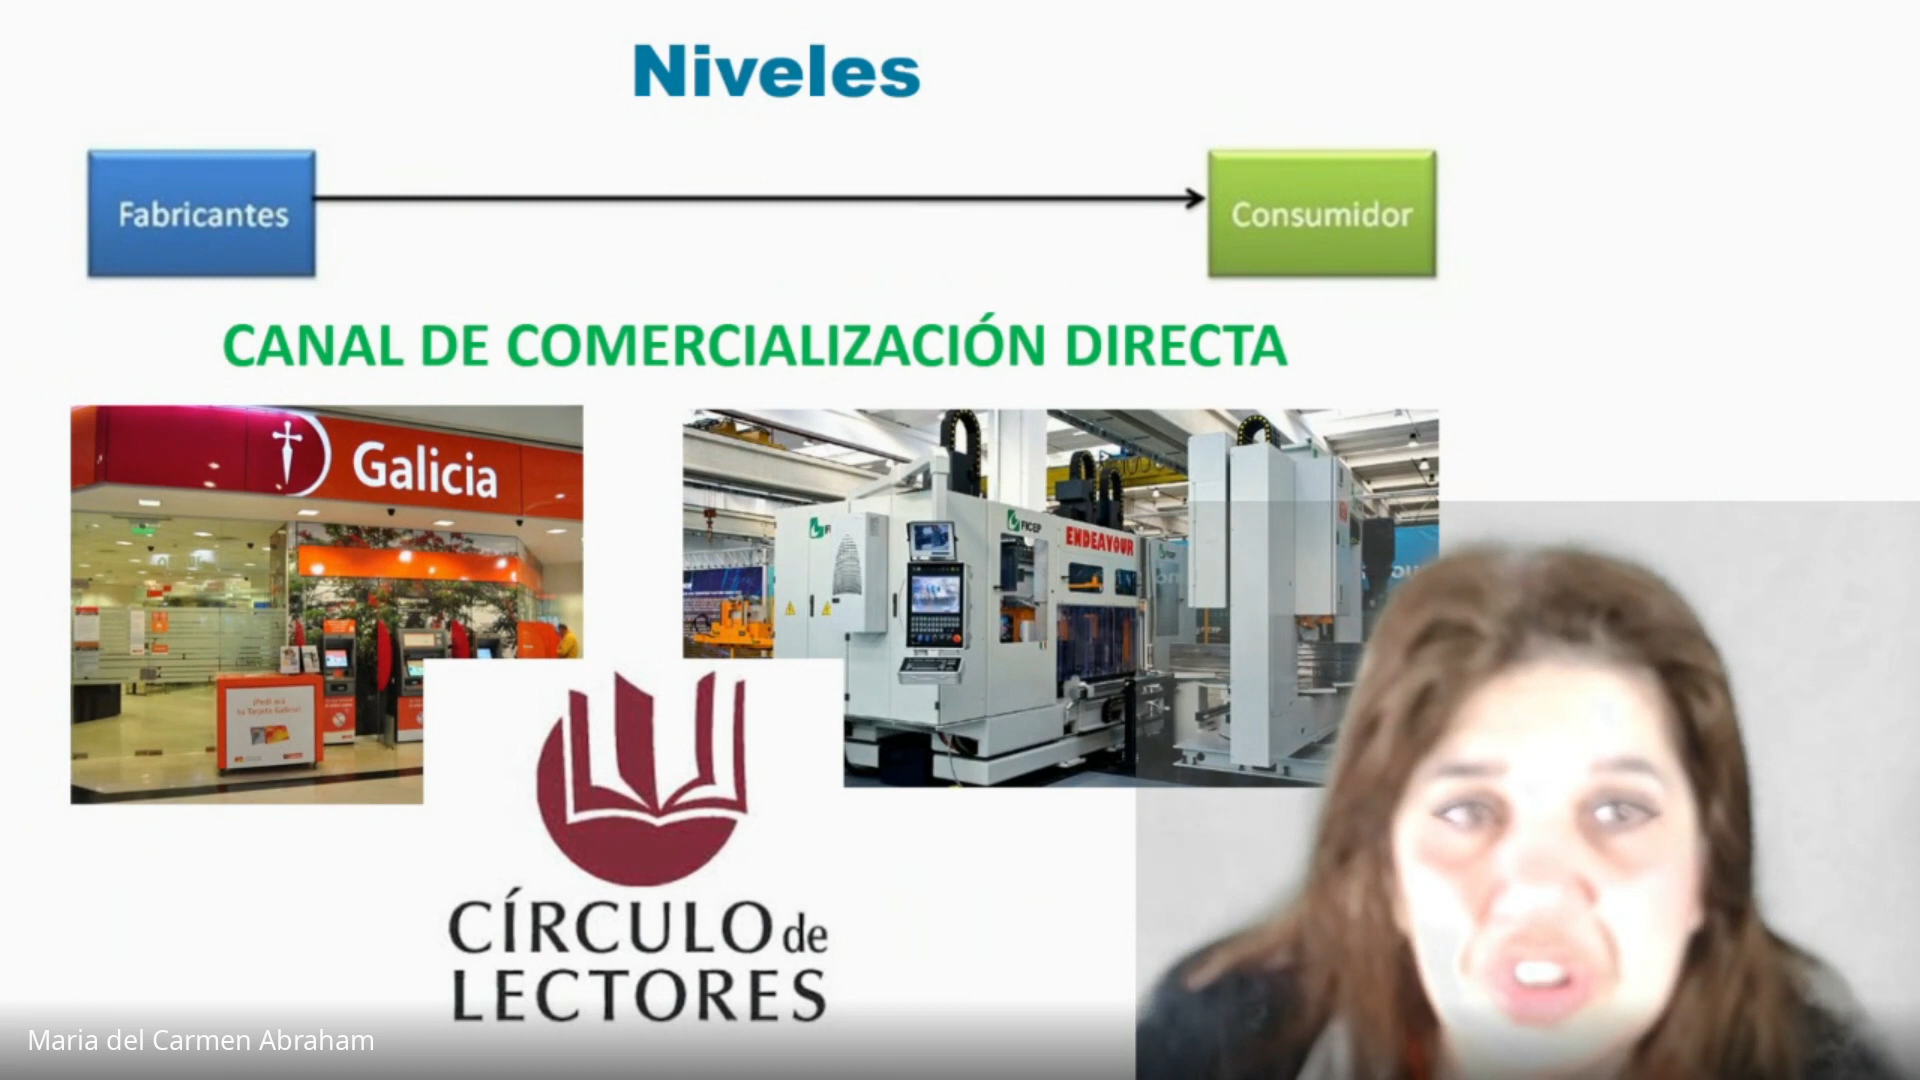 Niveles
Fabricantes
Consumidor
CANAL DE COMERCIALIZACIÓN DIRECTA
Galicia
FICEP
ENDEAVOUR
CÍRCULO de
LECTORES
Maria del Carmen Abraham